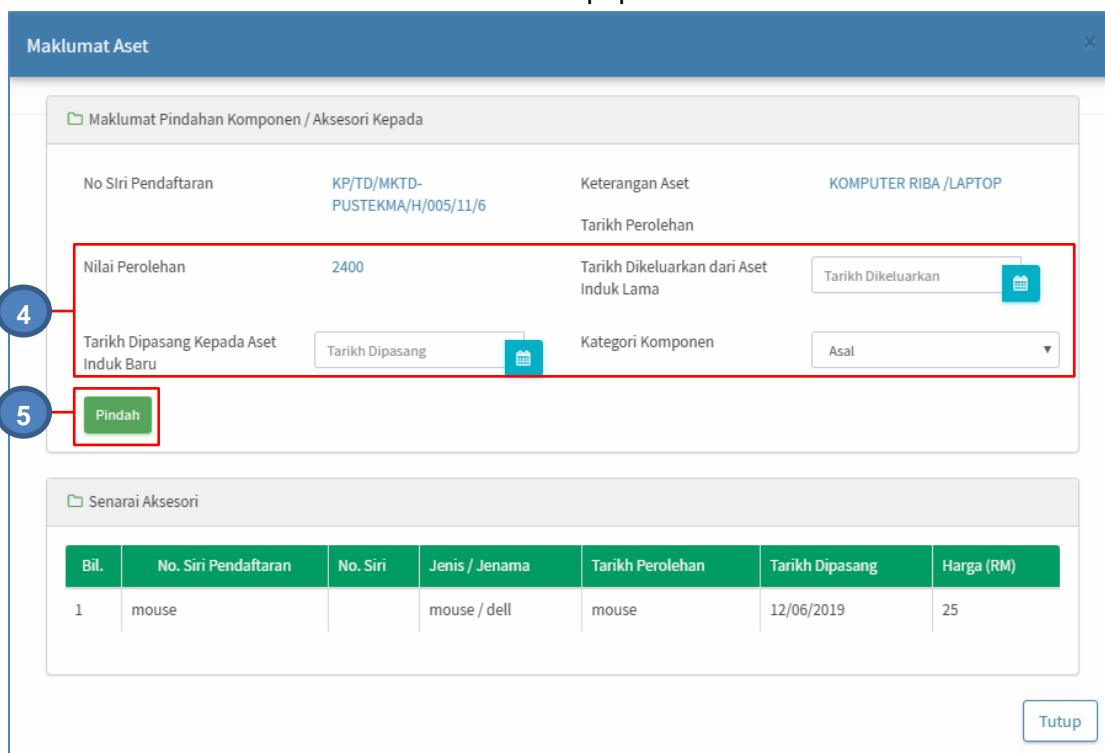 Maklumat Aset ×
Maklumat Pindahan Komponen / Aksesori Kepada
No SIri Pendaftaran KP/TD/MKTD- Keterangan Aset KOMPUTER RIBA /LAPTOP
PUSTEKMA/H/005/11/6
Tarikh Perolehan
Nilai Perolehan 2400 Tarikh Dikeluarkan dari Aset Tarikh Dikeluarkan
Induk Lama
4
Tarikh Dipasang Kepada Aset Tarikh Dipasang Kategori Komponen Asal
Induk Baru
5 Pindah
Senarai Aksesori
Bil. No. Siri Pendaftaran No. Siri Jenis / Jenama Tarikh Perolehan Tarikh Dipasang Harga (RM)
1 mouse mouse / dell mouse 12/06/2019 25
Tutup